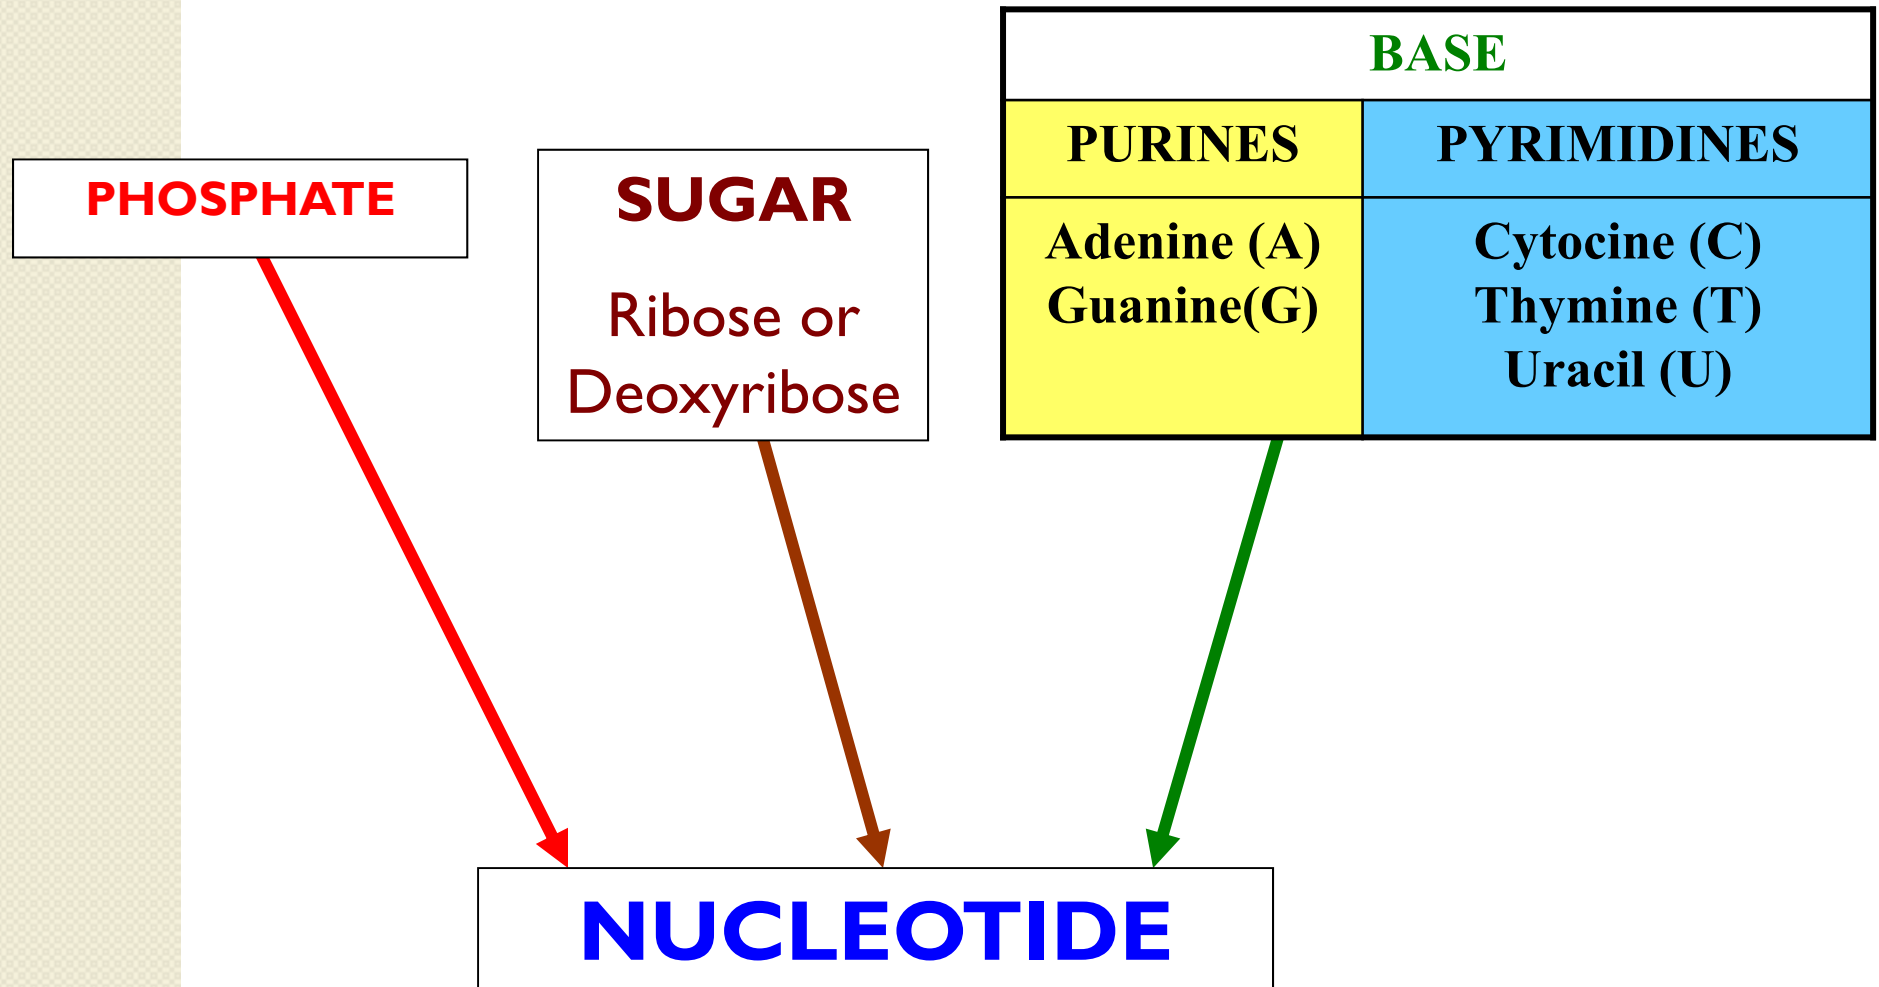 PHOSPHATE
SUGAR
Ribose or
Deoxyribose
BASE
PURINES
PYRIMIDINES
Adenine (A)
Guanine(G)
Cytocine (C)
Thymine (T)
Uracil (U)
NUCLEOTIDE